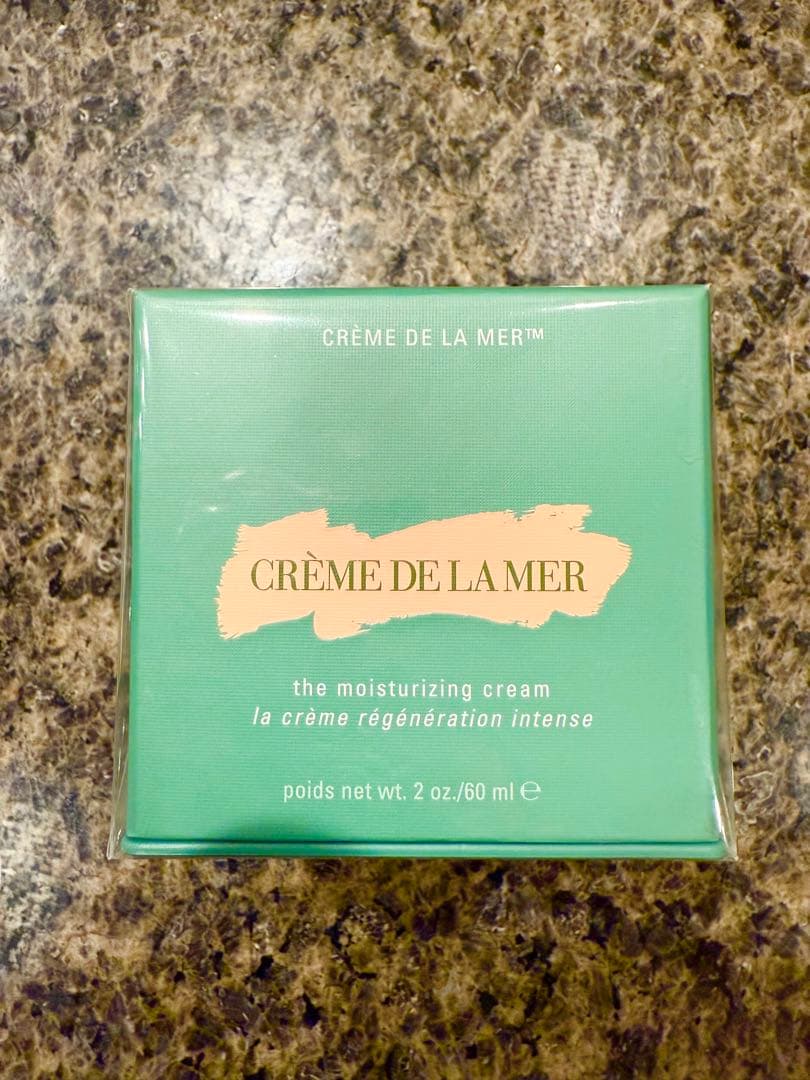 CRÈME DE LA MER™
CRÈME DE LA MER
the moisturizing cream
la crème régénération intense
poids net wt. 2 oz./60 ml ℮